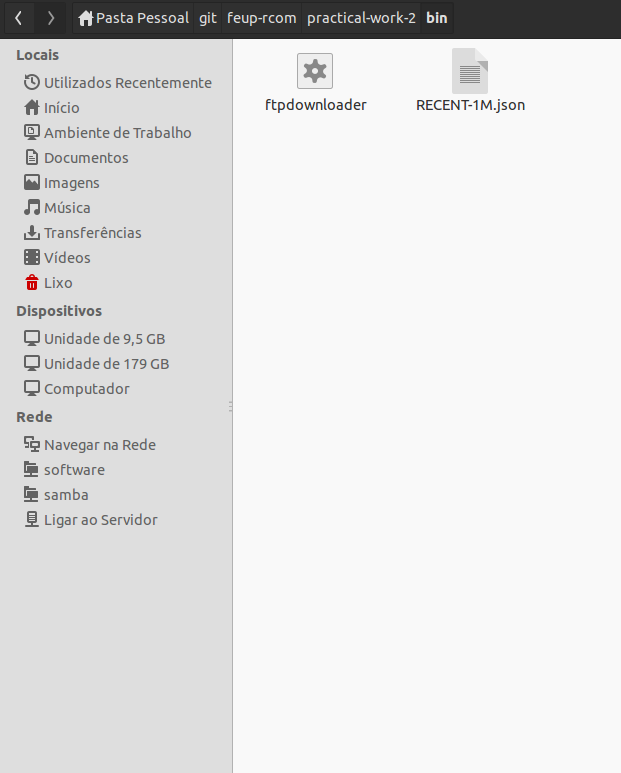 Pasta Pessoal git feup-rcom practical-work-2 bin
Locais
Utilizados Recentemente
Início
Ambiente de Trabalho
Documentos
Imagens
Música
Transferências
Vídeos
Lixo
Dispositivos
Unidade de 9,5 GB
Unidade de 179 GB
Computador
Rede
Navegar na Rede
software
samba
Ligar ao Servidor
ftpdownloader RECENT-1M.json